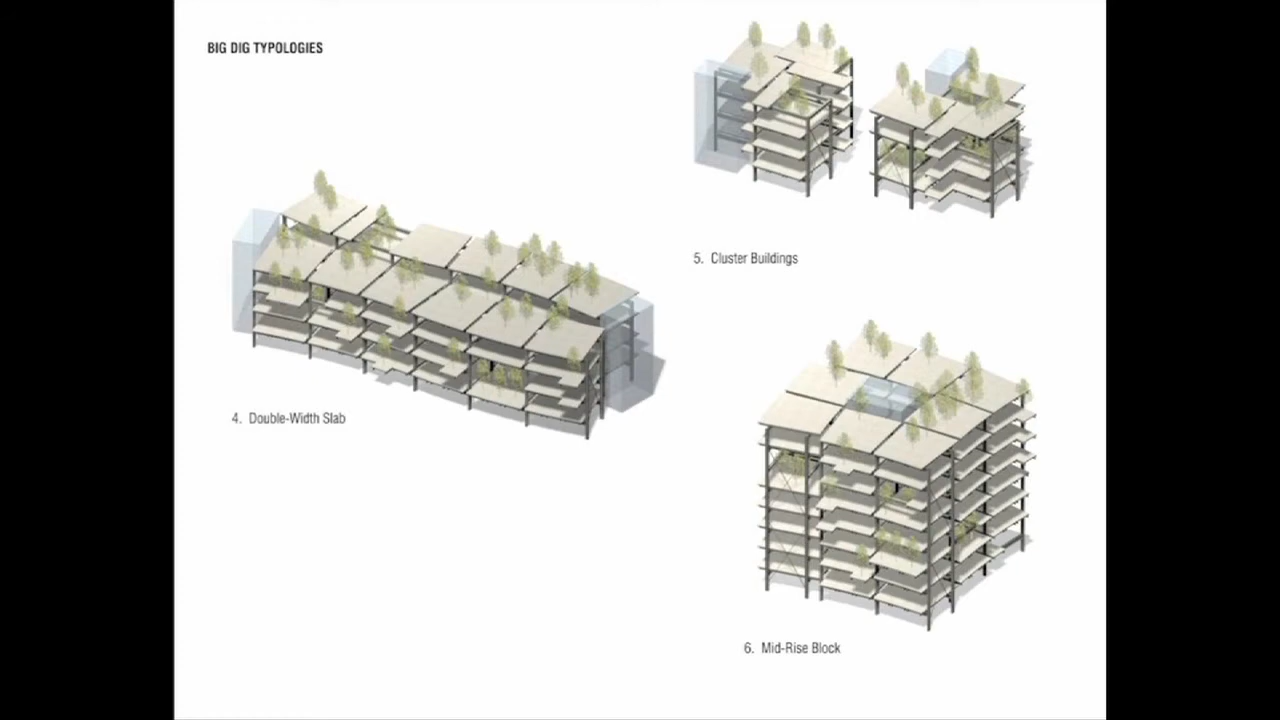 BIG DIG TYPOLOGIES
5. Cluster Buildings
4. Double-Width Slab
6. Mid-Rise Block